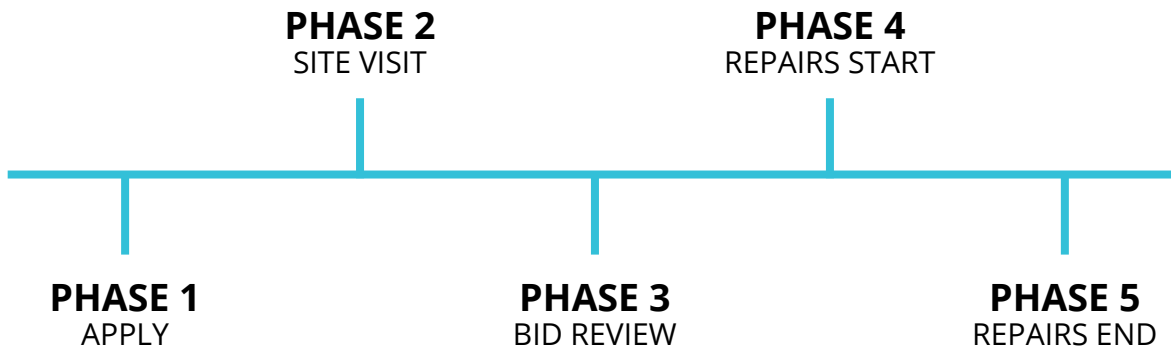 PHASE 2
SITE VISIT
PHASE 4
REPAIRS START
PHASE 1
APPLY
PHASE 3
BID REVIEW
PHASE 5
REPAIRS END